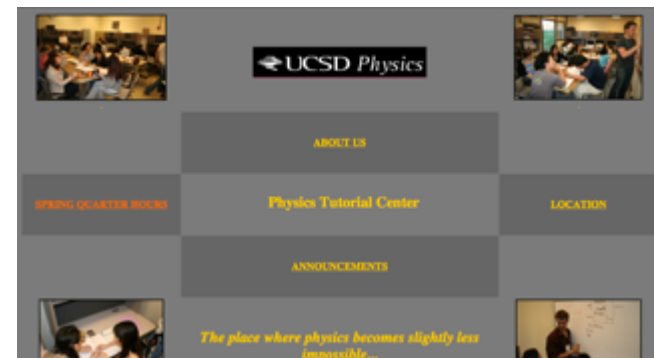 UCSD Physics
ABOUT US
SPRING QUARTER HOURS
Physics Tutorial Center
LOCATION
ANNOUNCEMENTS
The place where physics becomes slightly less
impossible...